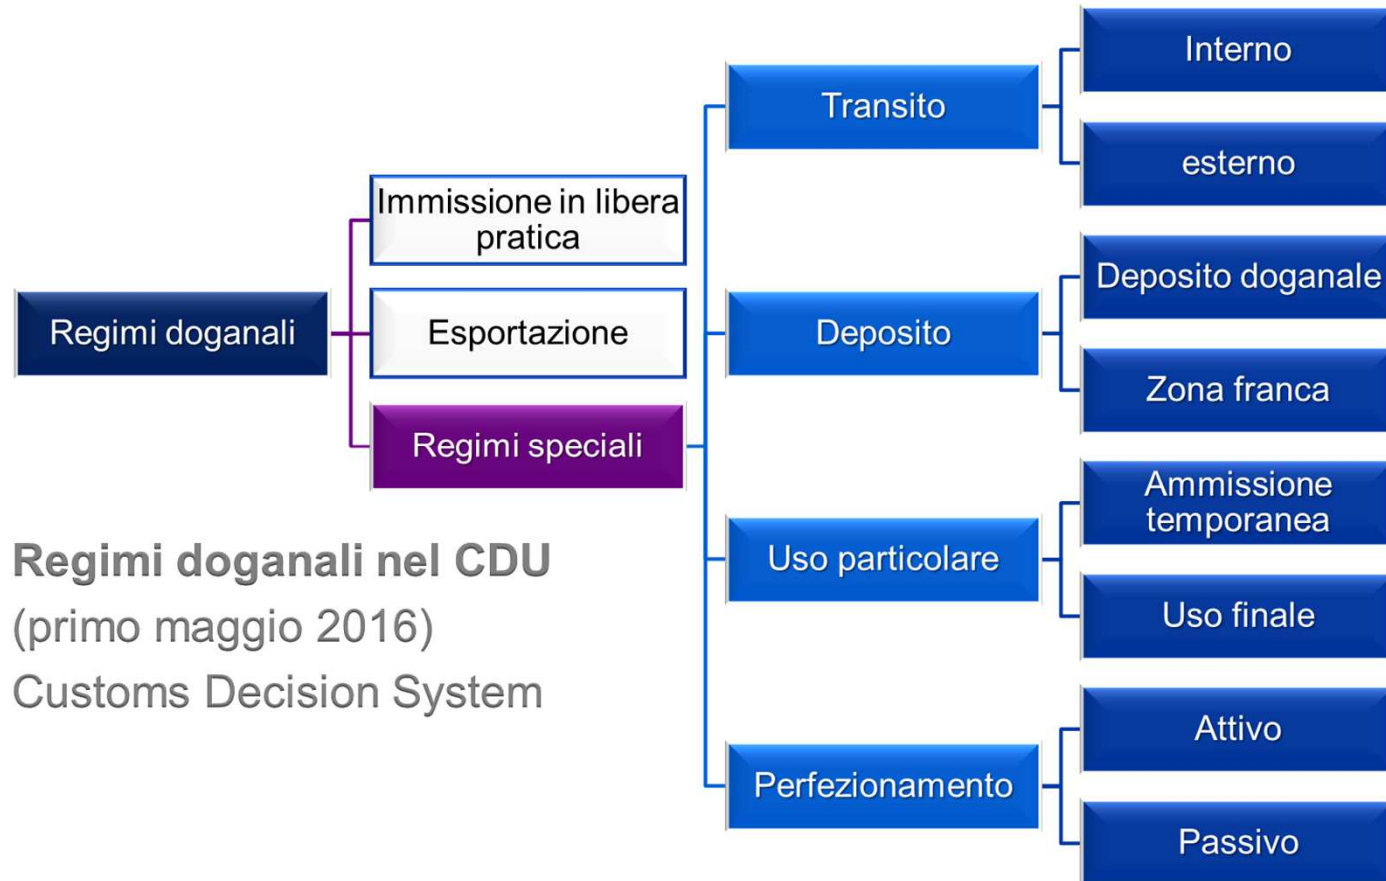 Regimi doganali
Immissione in libera
pratica
Esportazione
Regimi speciali
Transito
Interno
esterno
Deposito
Deposito doganale
Zona franca
Uso particolare
Ammissione
temporanea
Uso finale
Perfezionamento
Attivo
Passivo
Regimi doganali nel CDU
(primo maggio 2016)
Customs Decision System